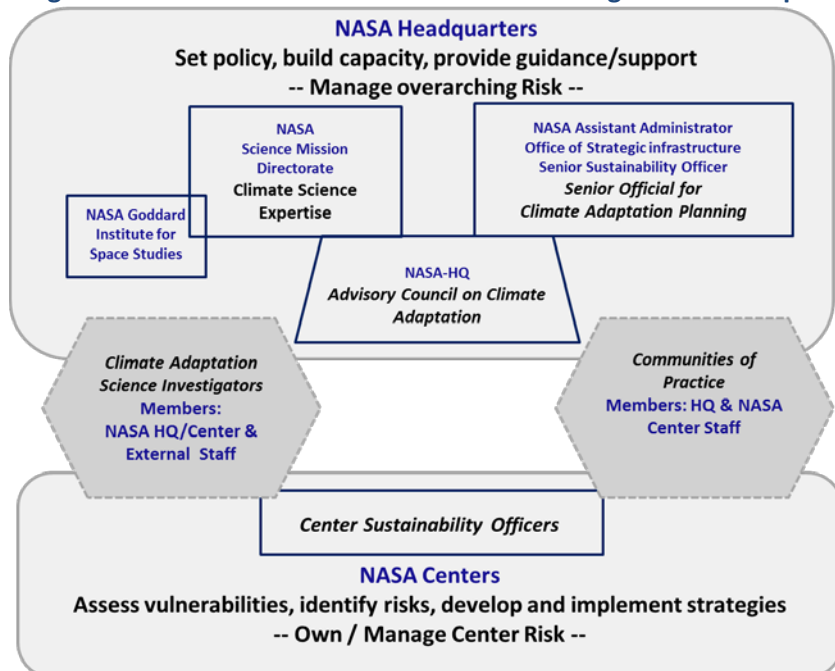 NASA Headquarters
Set policy, build capacity, provide guidance/support
-- Manage overarching Risk --
NASA
Science Mission
Directorate
Climate Science
Expertise
NASA Assistant Administrator
Office of Strategic infrastructure
Senior Sustainability Officer
Senior Official for
Climate Adaptation Planning
NASA Goddard
Institute for
Space Studies
NASA-HQ
Advisory Council on Climate
Adaptation
Climate Adaptation
Science Investigators
Members:
NASA HQ/Center &
External Staff
Communities of
Practice
Members: HQ & NASA
Center Staff
Center Sustainability Officers
NASA Centers
Assess vulnerabilities, identify risks, develop and implement strategies
-- Own / Manage Center Risk --